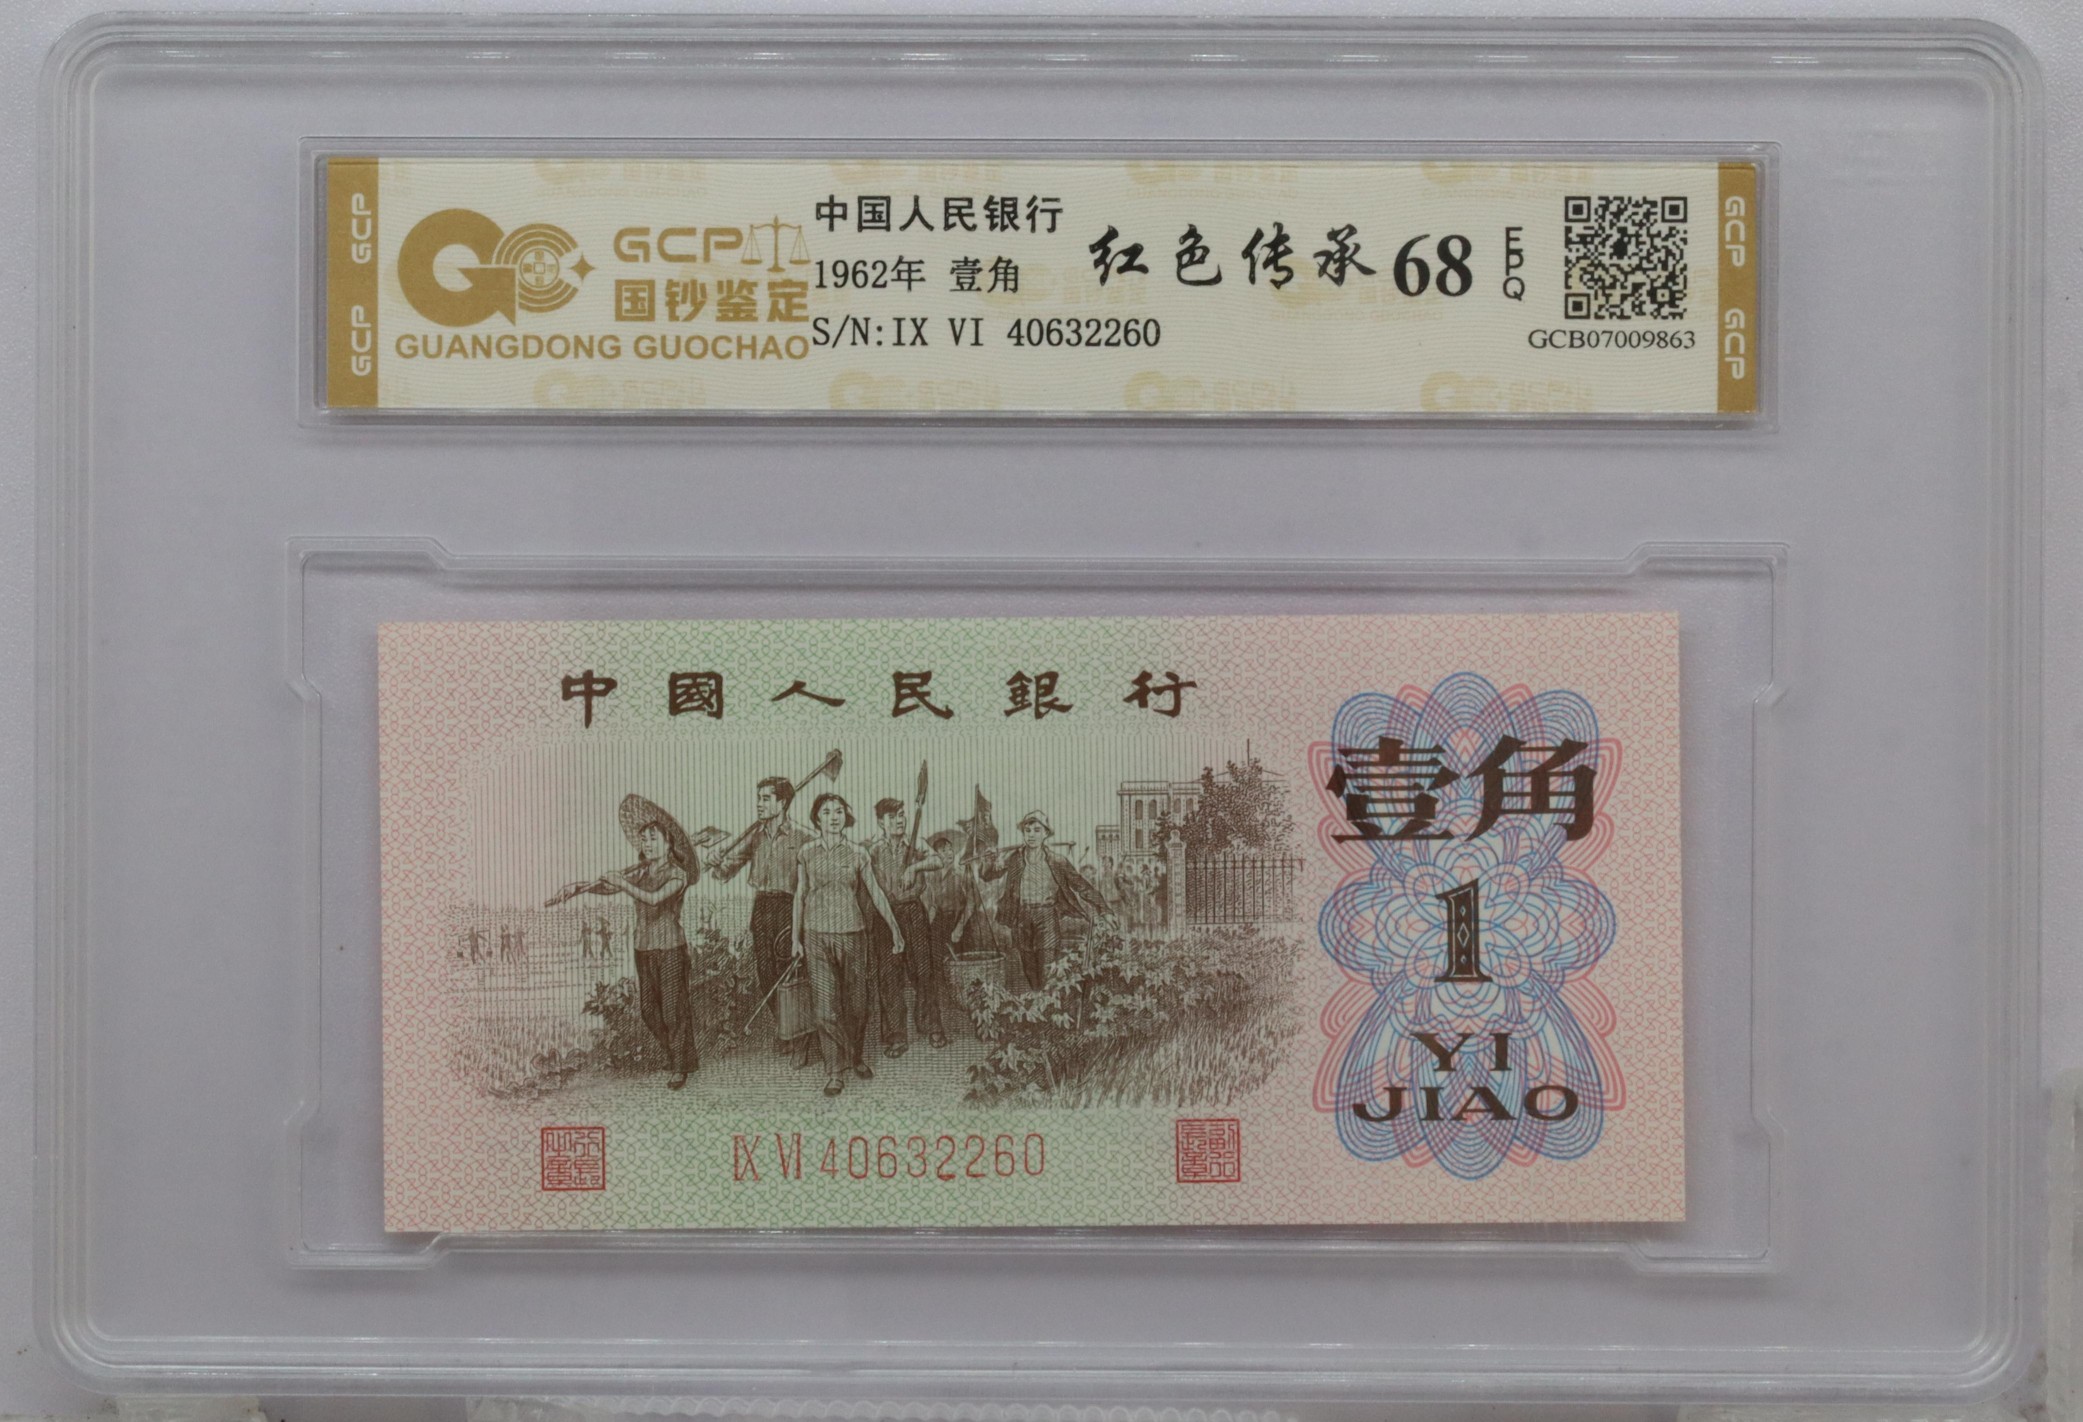 GCP
GCP
GCP
国钞鉴定
GUANGDONG GUOCHAO
中国人民银行
1962年 壹角
S/N:IX VI 40632260
红色传承
68
EPQ
GCB07009863
GCP
GCP
中國人民銀行
壹角
1
YI
JIAO
IX VI 40632260